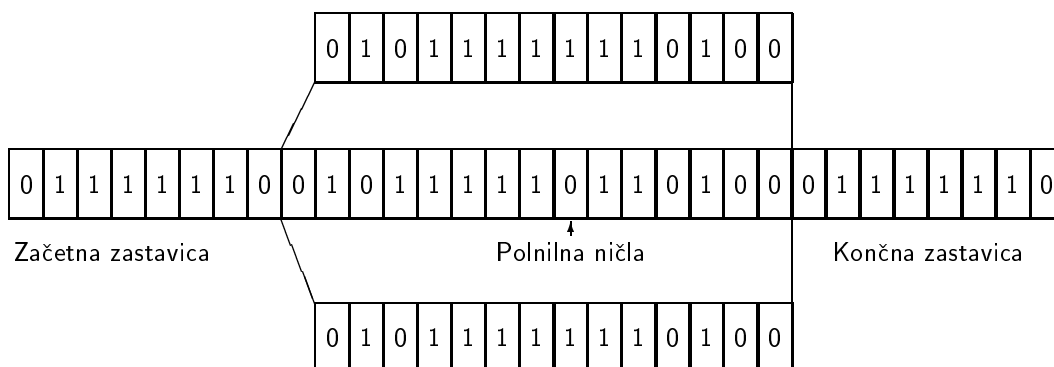 0 1 0 1 1 1 1 1 1 1 0 1 0 0
0 1 1 1 1 1 1 0 0 1 0 1 1 1 1 1 0 1 1 0 1 0 0 0 1 1 1 1 1 1 0
Začetna zastavica Polnilna ničla Končna zastavica
0 1 0 1 1 1 1 1 1 1 0 1 0 0